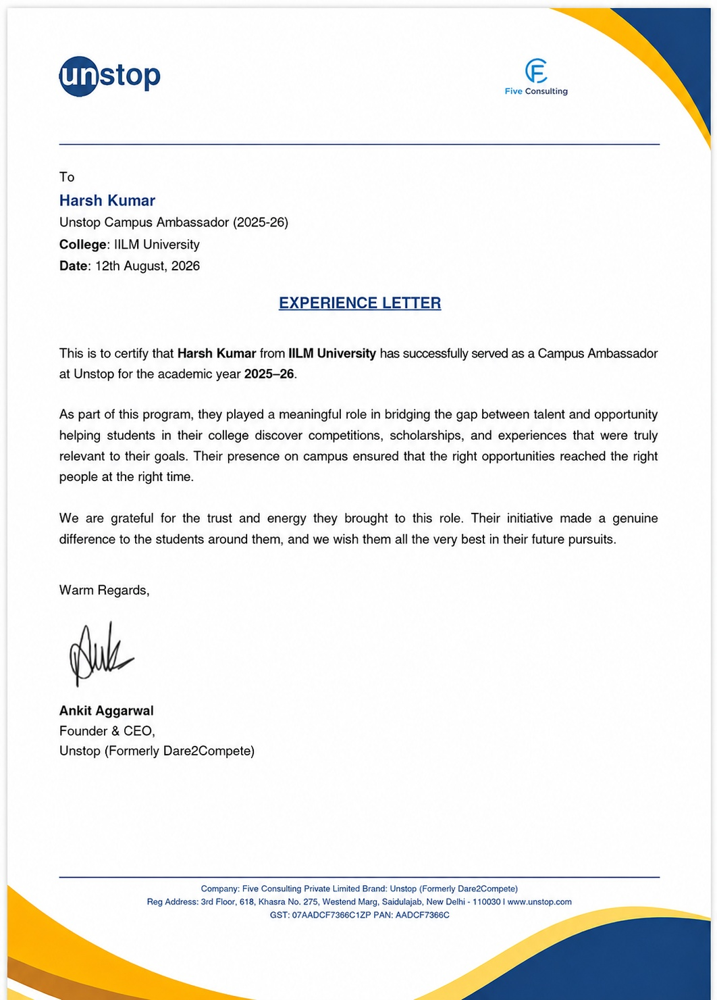 unstop
Five Consulting
To
Harsh Kumar
Unstop Campus Ambassador (2025-26)
College: IILM University
Date: 12th August, 2026
EXPERIENCE LETTER
This is to certify that Harsh Kumar from IILM University has successfully served as a Campus Ambassador
at Unstop for the academic year 2025–26.
As part of this program, they played a meaningful role in bridging the gap between talent and opportunity
helping students in their college discover competitions, scholarships, and experiences that were truly
relevant to their goals. Their presence on campus ensured that the right opportunities reached the right
people at the right time.
We are grateful for the trust and energy they brought to this role. Their initiative made a genuine
difference to the students around them, and we wish them all the very best in their future pursuits.
Warm Regards,
Ankit Aggarwal
Founder & CEO,
Unstop (Formerly Dare2Compete)
Company: Five Consulting Private Limited Brand: Unstop (Formerly Dare2Compete)
Reg Address: 3rd Floor, 618, Khasra No. 275, Westend Marg, Saidulajab, New Delhi - 110030 I www.unstop.com
GST: 07AADCF7366C1ZP PAN: AADCF7366C